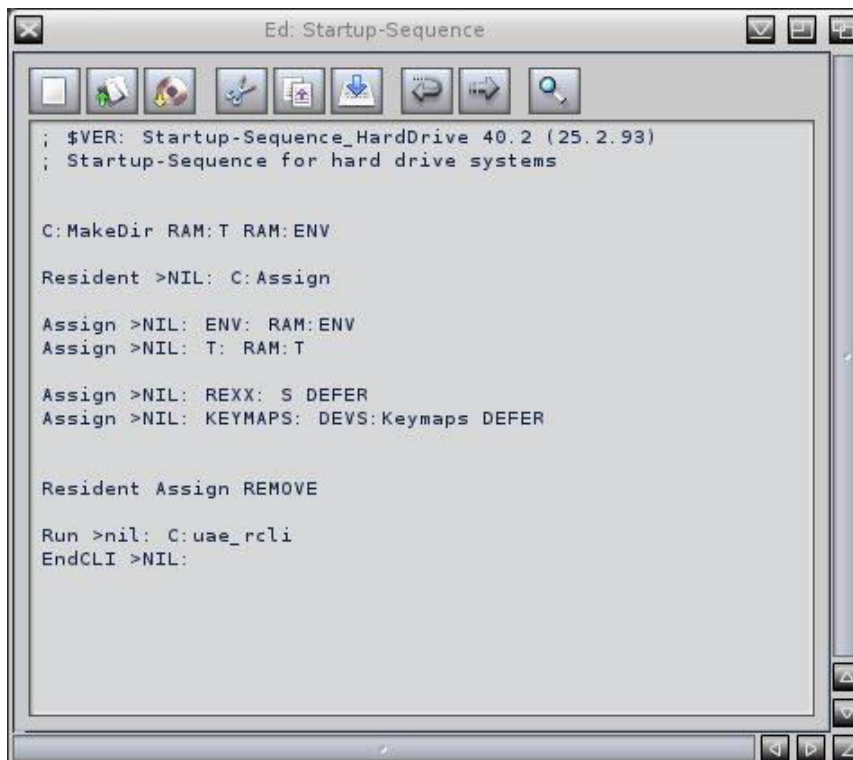 Ed: Startup-Sequence
; $VER: Startup-Sequence_HardDrive 40.2 (25.2.93)
; Startup-Sequence for hard drive systems
C:MakeDir RAM:T RAM:ENV
Resident >NIL: C:Assign
Assign >NIL: ENV: RAM:ENV
Assign >NIL: T: RAM:T
Assign >NIL: REXX: S DEFER
Assign >NIL: KEYMAPS: DEVS:Keymaps DEFER
Resident Assign REMOVE
Run >nil: C:uae_rcli
EndCLI >NIL: